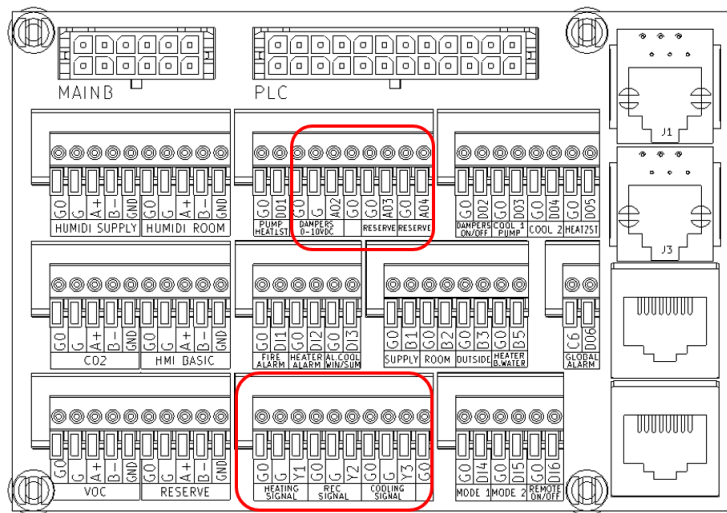 MAINB PLC
J1
G0 G A+ B- GND G0 G A+ B- GND
HUMIDI SUPPLY HUMIDI ROOM
G0 DO1 G0 G AO2 G0 G0 AO3 G0 AO4
PUMP HEAT1ST DAMPERS 0-10VDC RESERVE RESERVE
G0 DO2 G0 DO3 G0 DO4 G0 DO5
DAMPERS ON/OFF COOL 1 PUMP COOL 2 HEAT2ST
J3
G0 G A+ B- GND G0 G A+ B- GND
CO2 HMI BASIC
G0 DI1 G0 DI2 G0 DI3
FIRE ALARM HEATER ALARM AL.COOL WIN/SUM
G0 B1 G0 B2 G0 B3 G0 B5
SUPPLY ROOM OUTSIDE HEATER B.WATER
C6 DO6
GLOBAL ALARM
G0 G A+ B- GND G0 G A+ B- GND
VOC RESERVE
G0 G Y1 G0 G Y2 G0 G Y3 G0
HEATING SIGNAL REC SIGNAL COOLING SIGNAL
G0 DI4 G0 DI5 G0 DI6
MODE 1 MODE 2 REMOTE ON/OFF